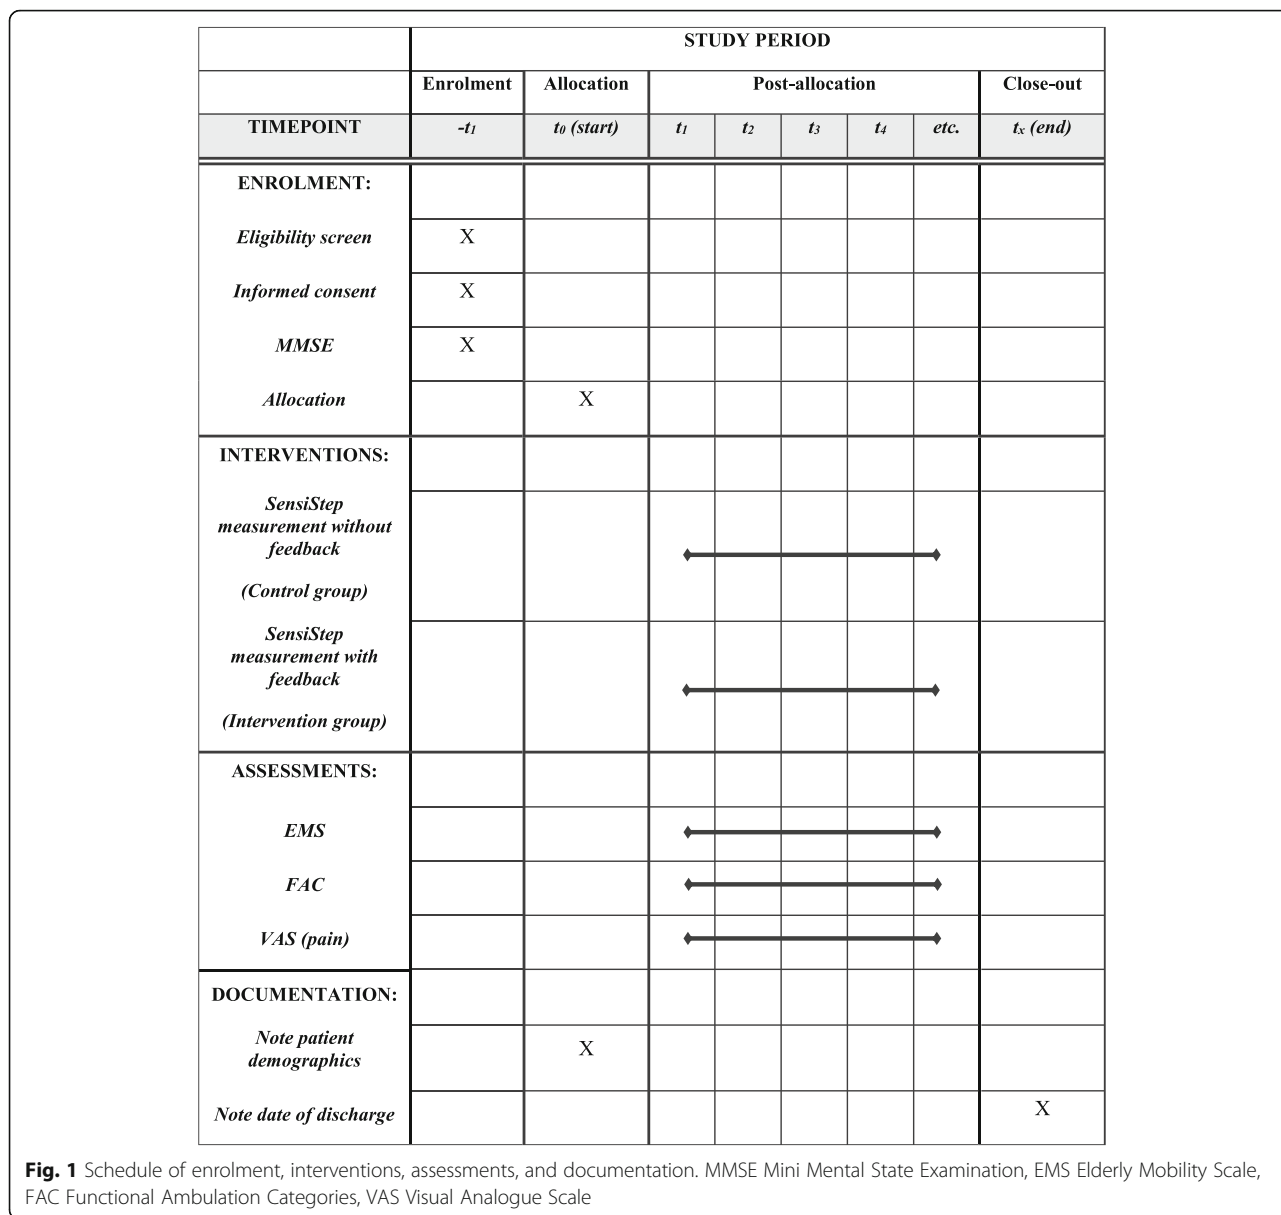 STUDY PERIOD
Enrolment Allocation Post-allocation Close-out
TIMEPOINT -t1 t0 (start) t1 t2 t3 t4 etc. tx (end)
ENROLMENT:
Eligibility screen X
Informed consent X
MMSE X
Allocation X
INTERVENTIONS:
SensiStep
measurement without
feedback
(Control group)
SensiStep
measurement with
feedback
(Intervention group)
ASSESSMENTS:
EMS
FAC
VAS (pain)
DOCUMENTATION:
Note patient
demographics X
Note date of discharge X
Fig. 1 Schedule of enrolment, interventions, assessments, and documentation. MMSE Mini Mental State Examination, EMS Elderly Mobility Scale,
FAC Functional Ambulation Categories, VAS Visual Analogue Scale